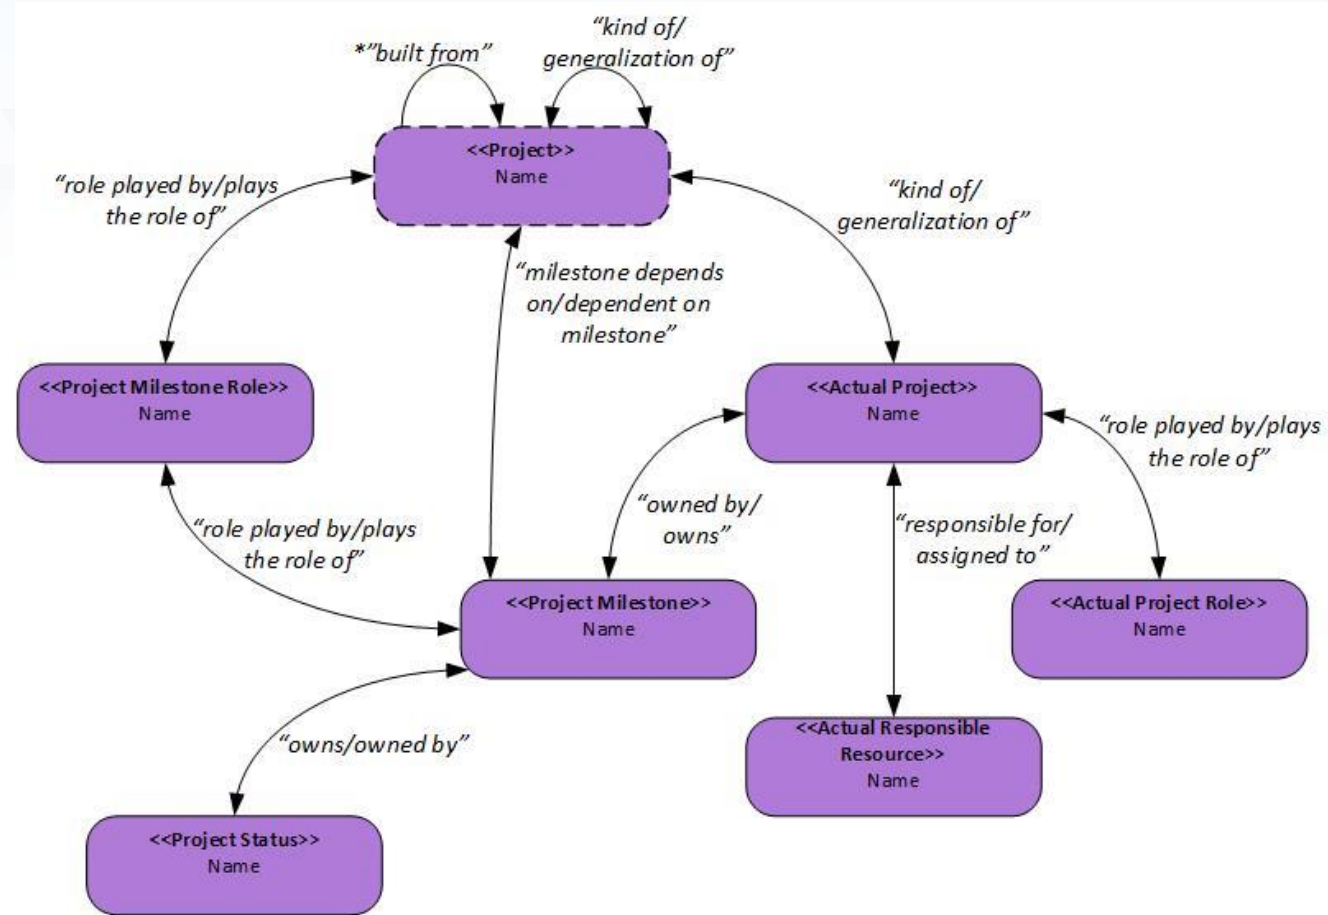 *”built from”
“kind of/
generalization of”
<<Project>>
Name
“role played by/plays
the role of”
“kind of/
generalization of”
“milestone depends
on/dependent on
milestone”
<<Project Milestone Role>>
Name
<<Actual Project>>
Name
“role played by/plays
the role of”
“owned by/
owns”
“role played by/plays
the role of”
“responsible for/
assigned to”
<<Project Milestone>>
Name
<<Actual Project Role>>
Name
“owns/owned by”
<<Actual Responsible
Resource>>
Name
<<Project Status>>
Name